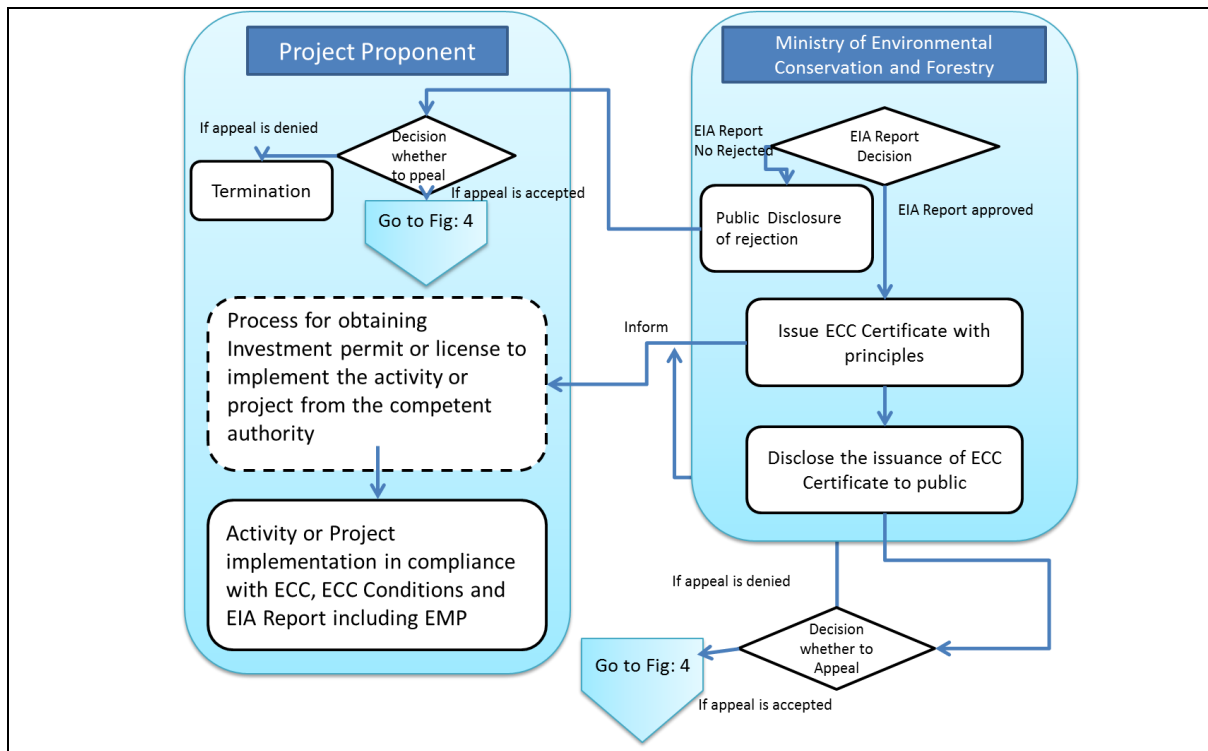 Project Proponent
Ministry of Environmental
Conservation and Forestry
If appeal is denied
Decision
whether
to ppeal
Termination
If appeal is accepted
Go to Fig: 4
EIA Report
No Rejected
EIA Report
Decision
Public Disclosure
of rejection
EIA Report approved
Process for obtaining
Investment permit or license to
implement the activity or
project from the competent
authority
Inform
Issue ECC Certificate with
principles
Disclose the issuance of ECC
Certificate to public
Activity or Project
implementation in compliance
with ECC, ECC Conditions and
EIA Report including EMP
If appeal is denied
Decision
whether to
Appeal
Go to Fig: 4
If appeal is accepted